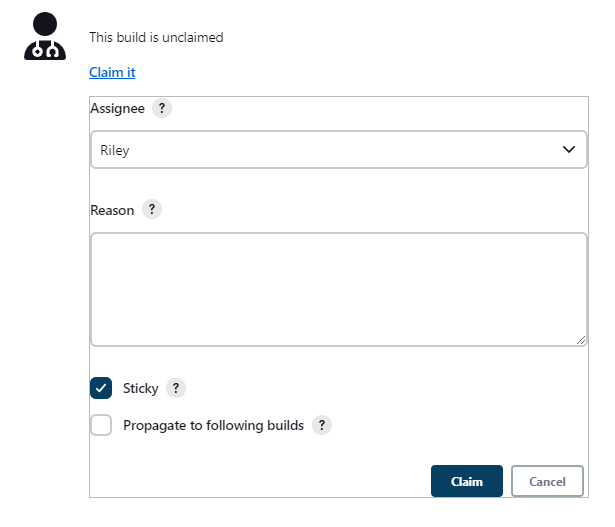 This build is unclaimed
Claim it
Assignee ?
Riley
Reason ?
Sticky ?
Propagate to following builds ?
Claim Cancel